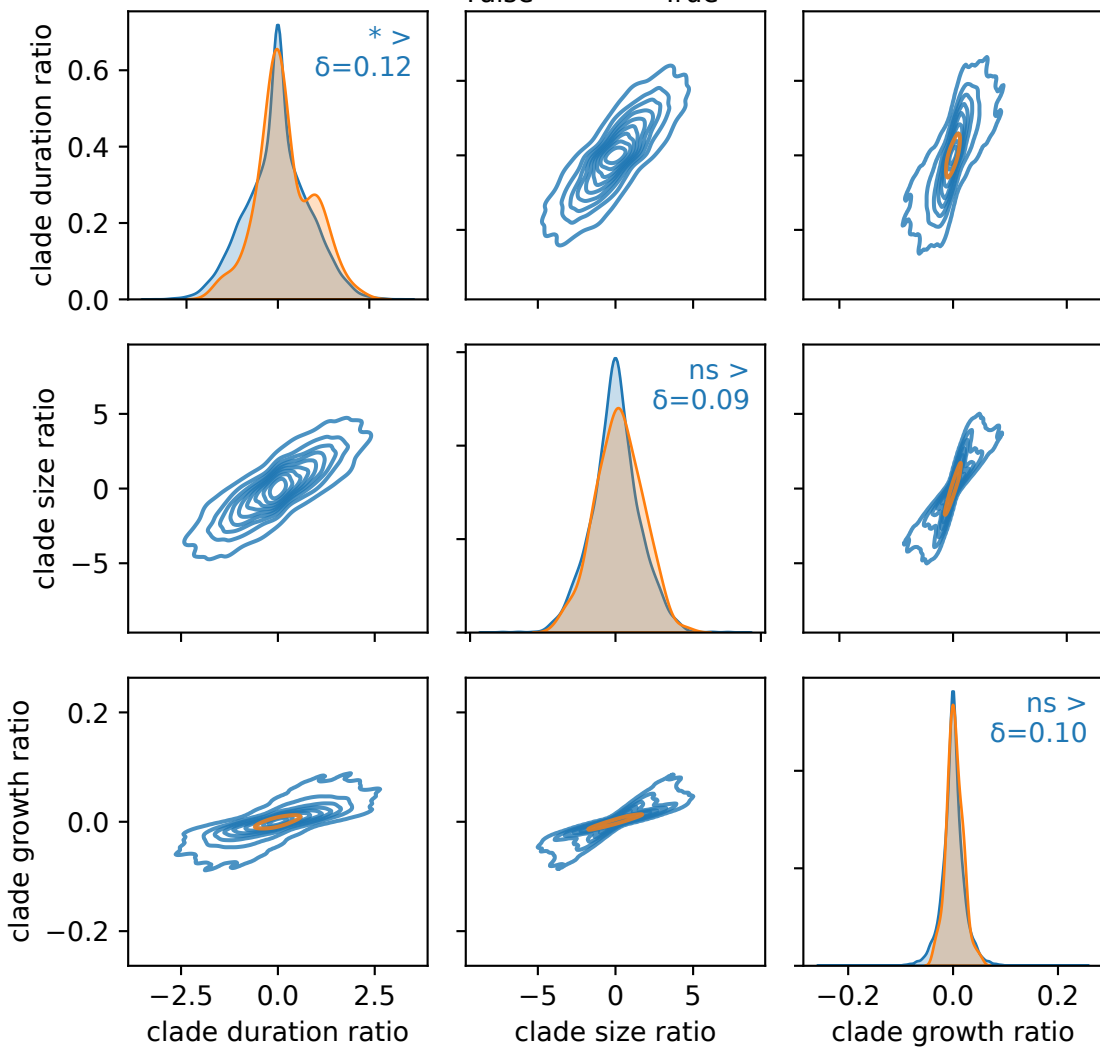 True
clade duration ratio
0.6
0.4
0.2
0.0
* >
δ=0.12
clade size ratio
5
0
−5
ns >
δ=0.09
clade growth ratio
0.2
0.0
−0.2
ns >
δ=0.10
−2.5 0.0 2.5
−5 0 5
−0.2 0.0 0.2
clade duration ratio
clade size ratio
clade growth ratio